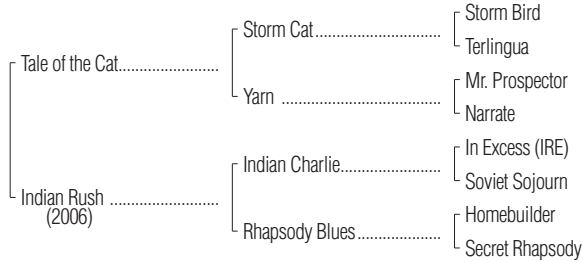 Storm Bird
Storm Cat
Terlingua
Tale of the Cat
Mr. Prospector
Yarn
Narrate
In Excess (IRE)
Indian Charlie
Soviet Sojourn
Indian Rush
(2006)
Homebuilder
Rhapsody Blues
Secret Rhapsody